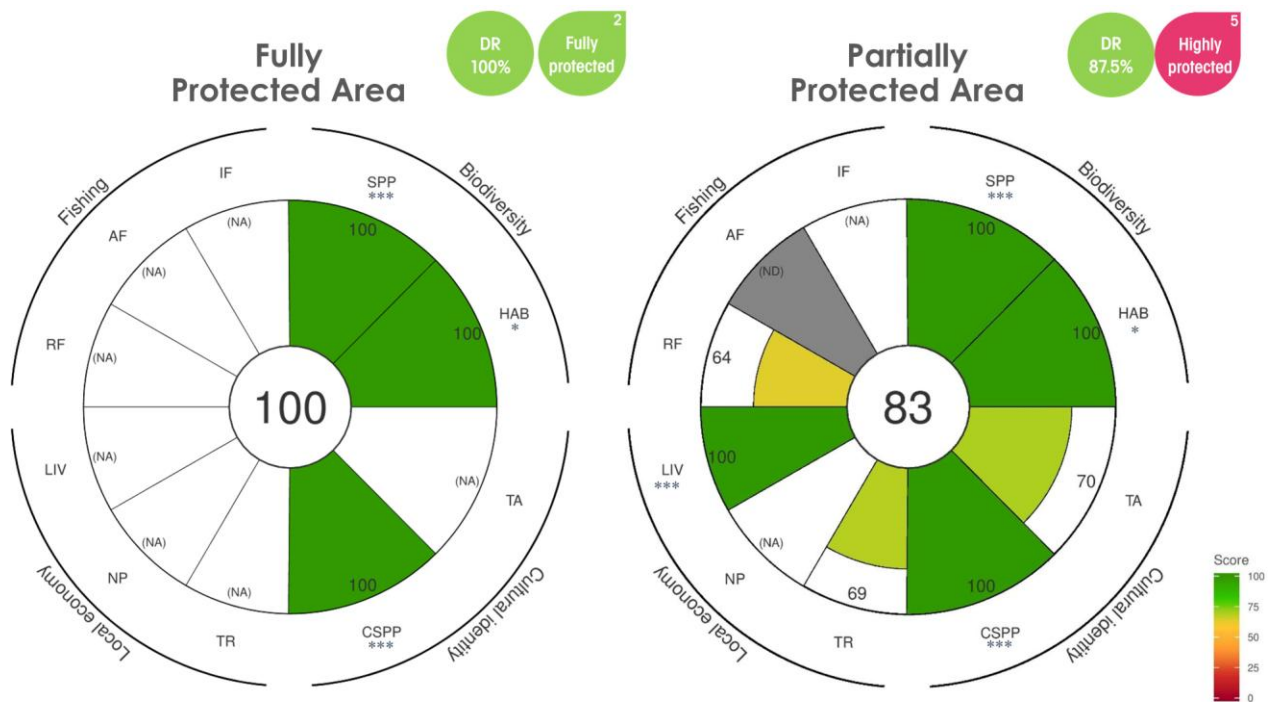 Fully
Protected Area
DR
100%
2
Fully
protected
Fishing
Biodiversity
Local economy
Cultural identity
IF
(NA)
SPP
***
100
AF
(NA)
HAB
*
100
RF
(NA)
100
LIV
(NA)
TA
(NA)
NP
(NA)
TR
(NA)
CSPP
***
100
Partially
Protected Area
DR
87.5%
5
Highly
protected
Fishing
Biodiversity
Local economy
Cultural identity
IF
(NA)
SPP
***
100
AF
(ND)
HAB
*
100
RF
64
83
LIV
***
100
TA
70
NP
(NA)
TR
69
CSPP
***
100
Score
100
75
50
25
0